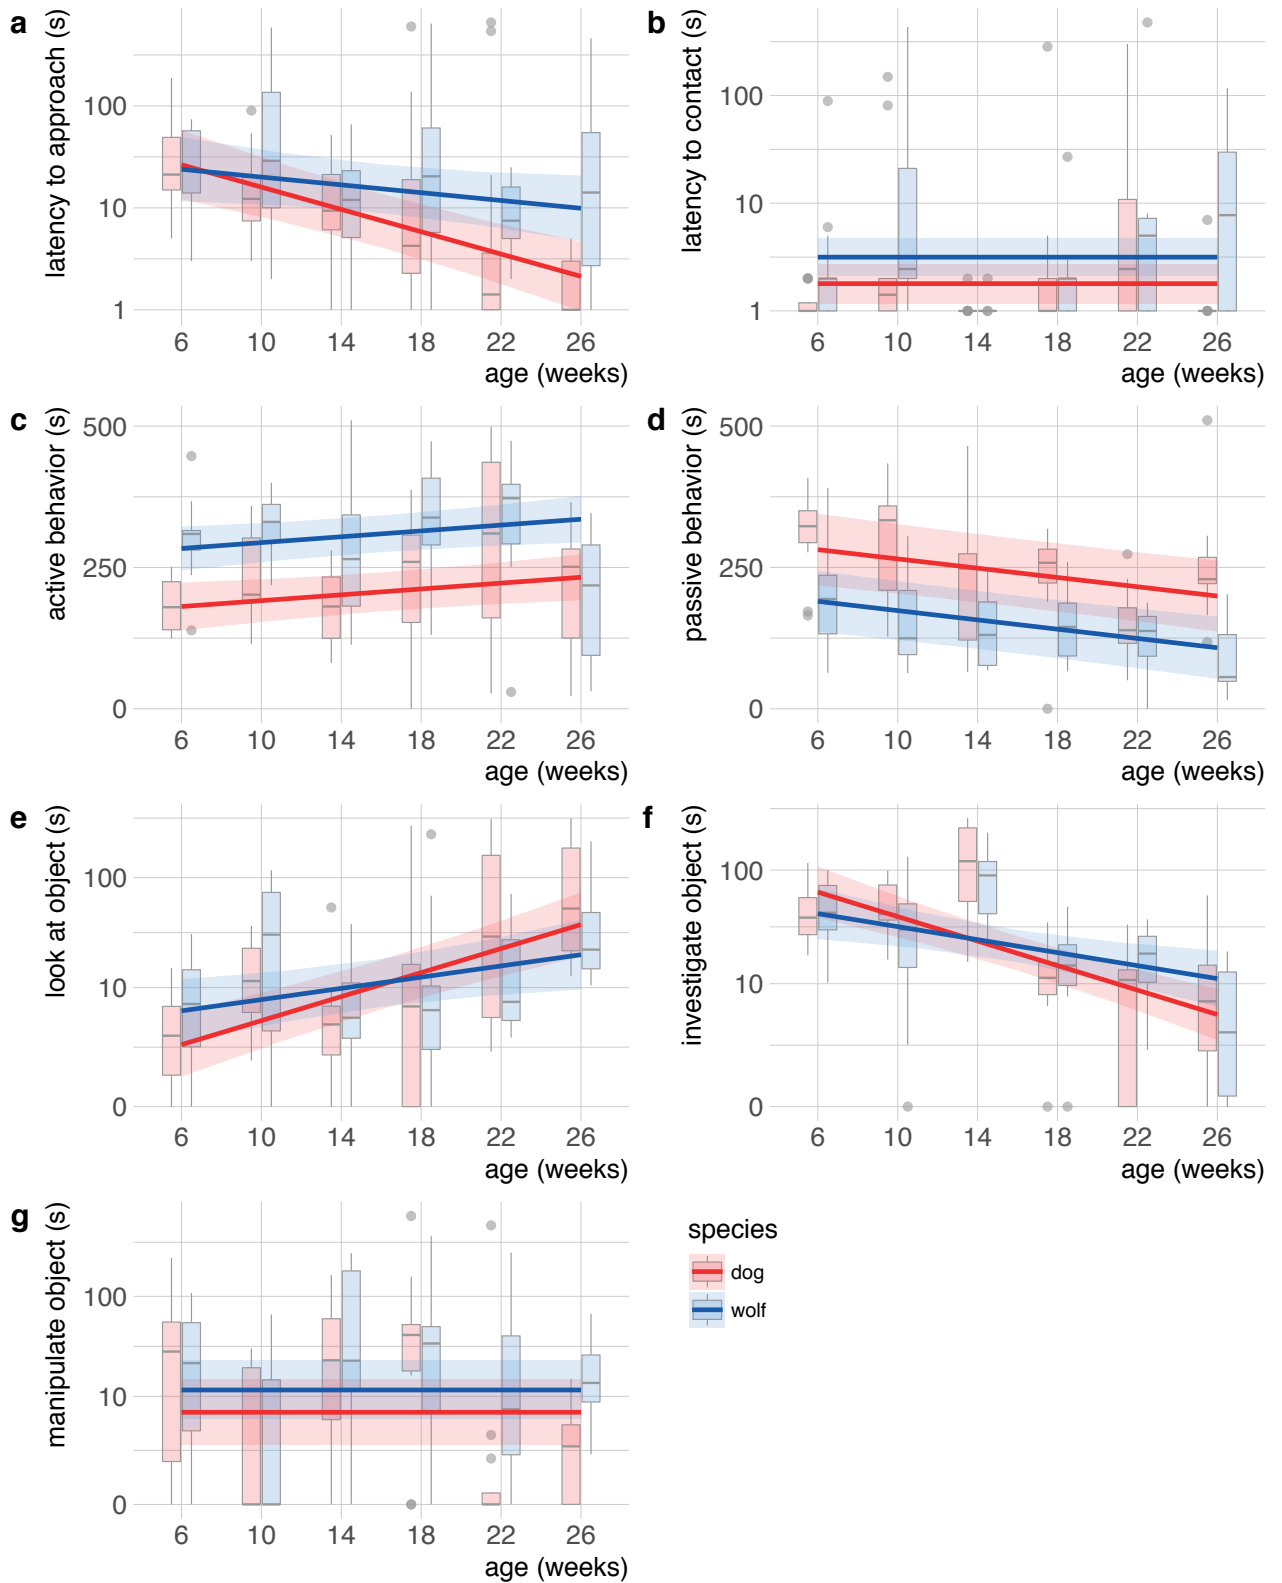 a
latency to approach (s)
100
10
1
6 10 14 18 22 26
age (weeks)
b
latency to contact (s)
100
10
1
6 10 14 18 22 26
age (weeks)
c
active behavior (s)
500
250
0
6 10 14 18 22 26
age (weeks)
d
passive behavior (s)
500
250
0
6 10 14 18 22 26
age (weeks)
e
look at object (s)
100
10
0
6 10 14 18 22 26
age (weeks)
f
investigate object (s)
100
10
0
6 10 14 18 22 26
age (weeks)
g
manipulate object (s)
100
10
0
6 10 14 18 22 26
age (weeks)
species
dog
wolf